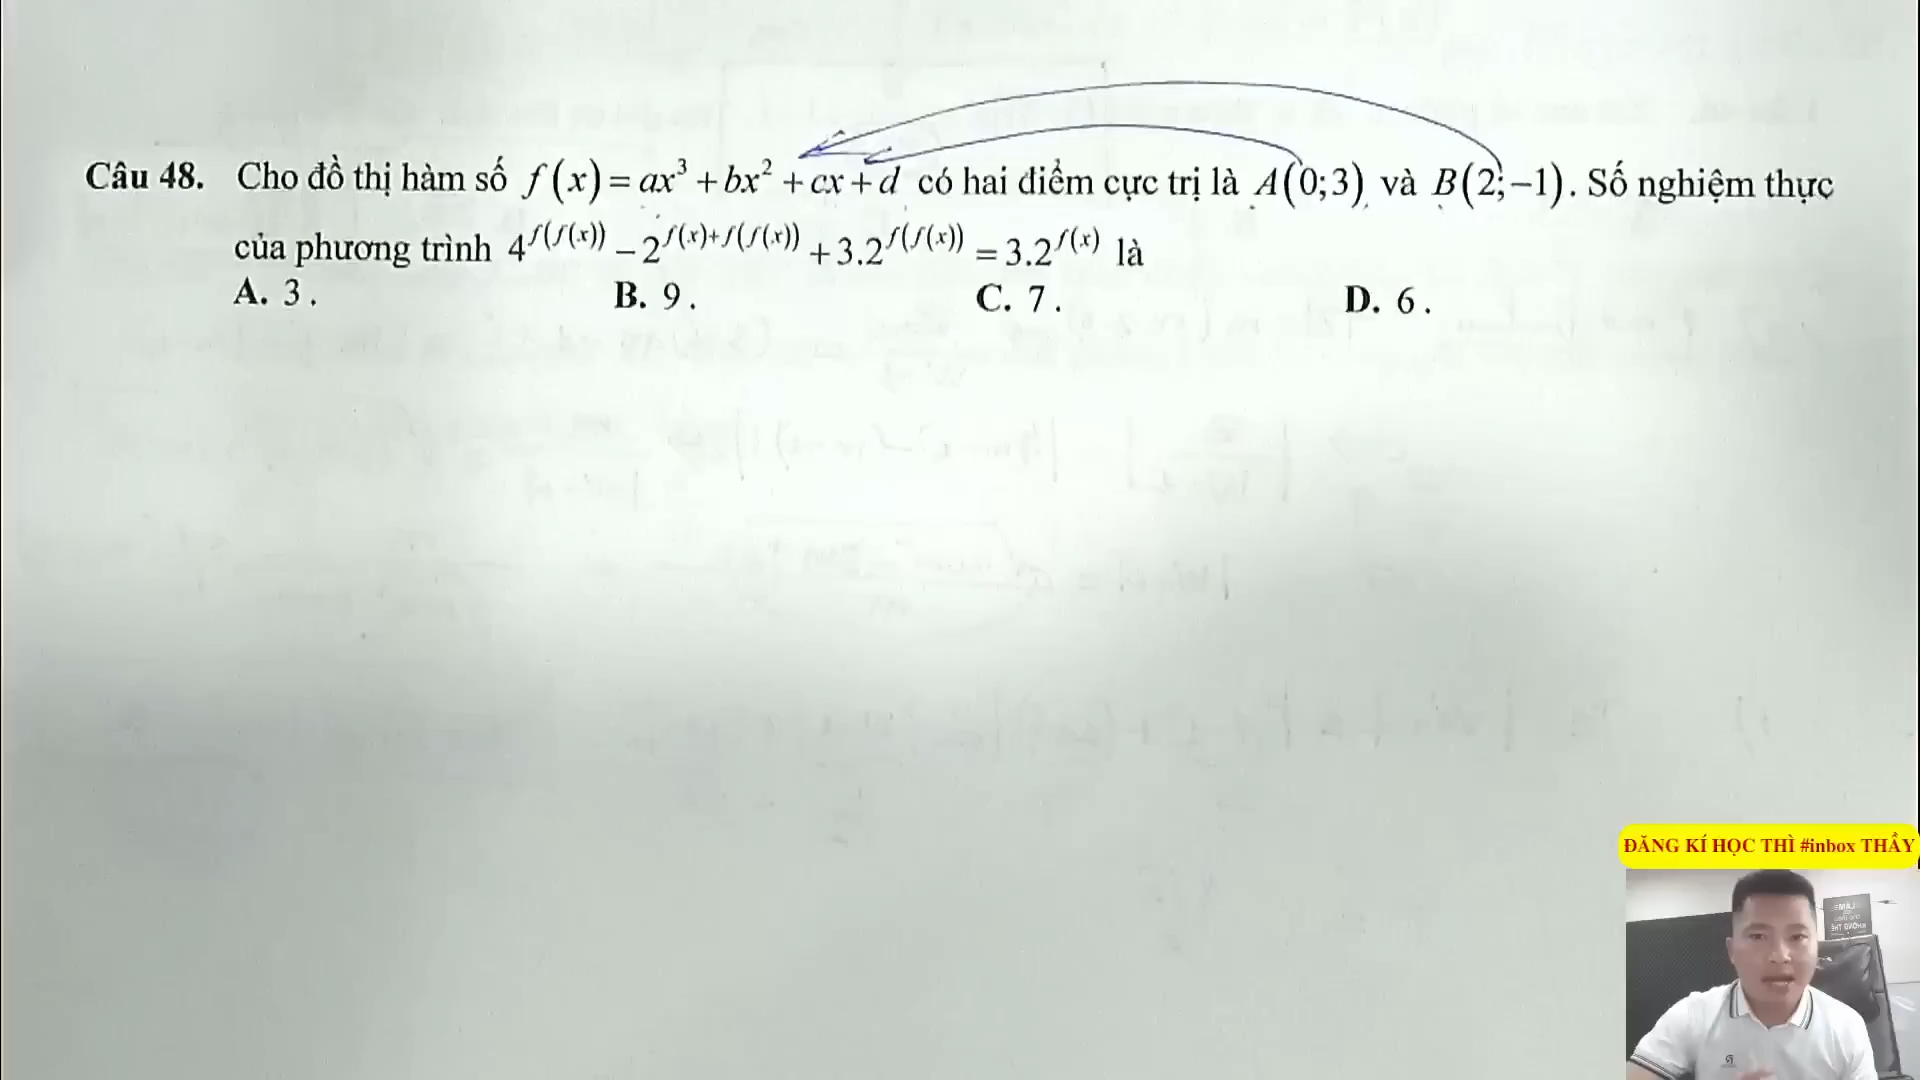 Câu 48. Cho đồ thị hàm số f(x) = ax³ + bx² + cx + d có hai điểm cực trị là A(0;3) và B(2;−1). Số nghiệm thực
của phương trình 4^{f(f(x))} − 2^{f(x)+f(f(x))} + 3.2^{f(f(x))} = 3.2^{f(x)} là
A. 3. B. 9. C. 7. D. 6.
ĐĂNG KÍ HỌC THÌ #inbox THẦY